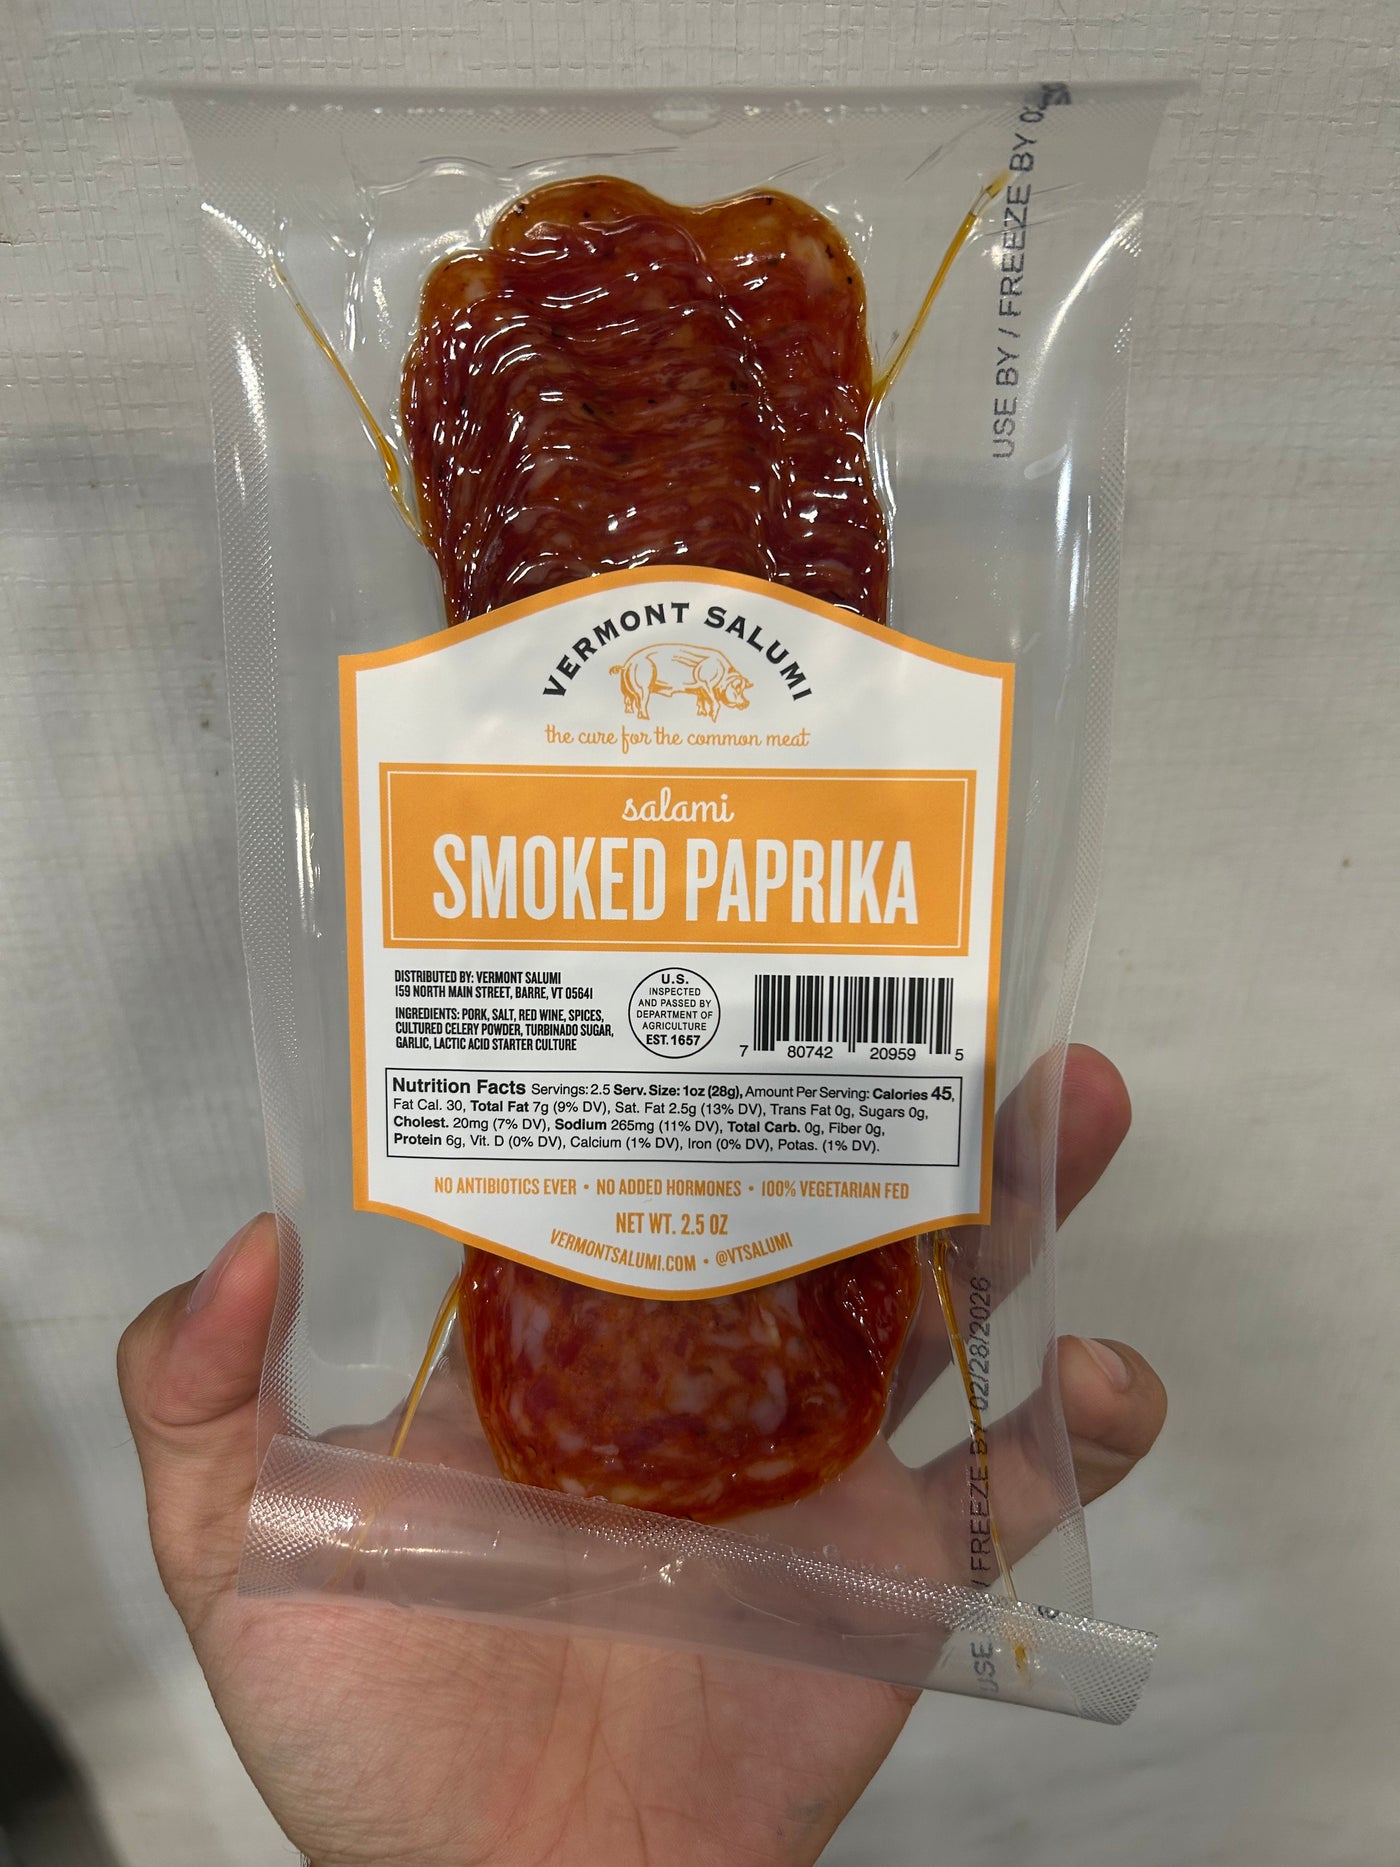 USE BY / FREEZE BY
VERMONT SALUMI
the cure for the common meat
salami
SMOKED PAPRIKA
DISTRIBUTED BY: VERMONT SALUMI
159 NORTH MAIN STREET, BARRE, VT 05641
INGREDIENTS: PORK, SALT, RED WINE, SPICES,
CULTURED CELERY POWDER, TURBINADO SUGAR,
GARLIC, LACTIC ACID STARTER CULTURE
U.S.
INSPECTED
AND PASSED BY
DEPARTMENT OF
AGRICULTURE
EST. 1657
7 80742 20959 5
Nutrition Facts Servings: 2.5 Serv. Size: 1oz (28g), Amount Per Serving: Calories 45,
Fat Cal. 30, Total Fat 7g (9% DV), Sat. Fat 2.5g (13% DV), Trans Fat 0g, Sugars 0g,
Cholest. 20mg (7% DV), Sodium 265mg (11% DV), Total Carb. 0g, Fiber 0g,
Protein 6g, Vit. D (0% DV), Calcium (1% DV), Iron (0% DV), Potas. (1% DV).
NO ANTIBIOTICS EVER • NO ADDED HORMONES • 100% VEGETARIAN FED
NET WT. 2.5 OZ
VERMONTSALUMI.COM • @VTSALUMI
USE / FREEZE BY 02/28/2026